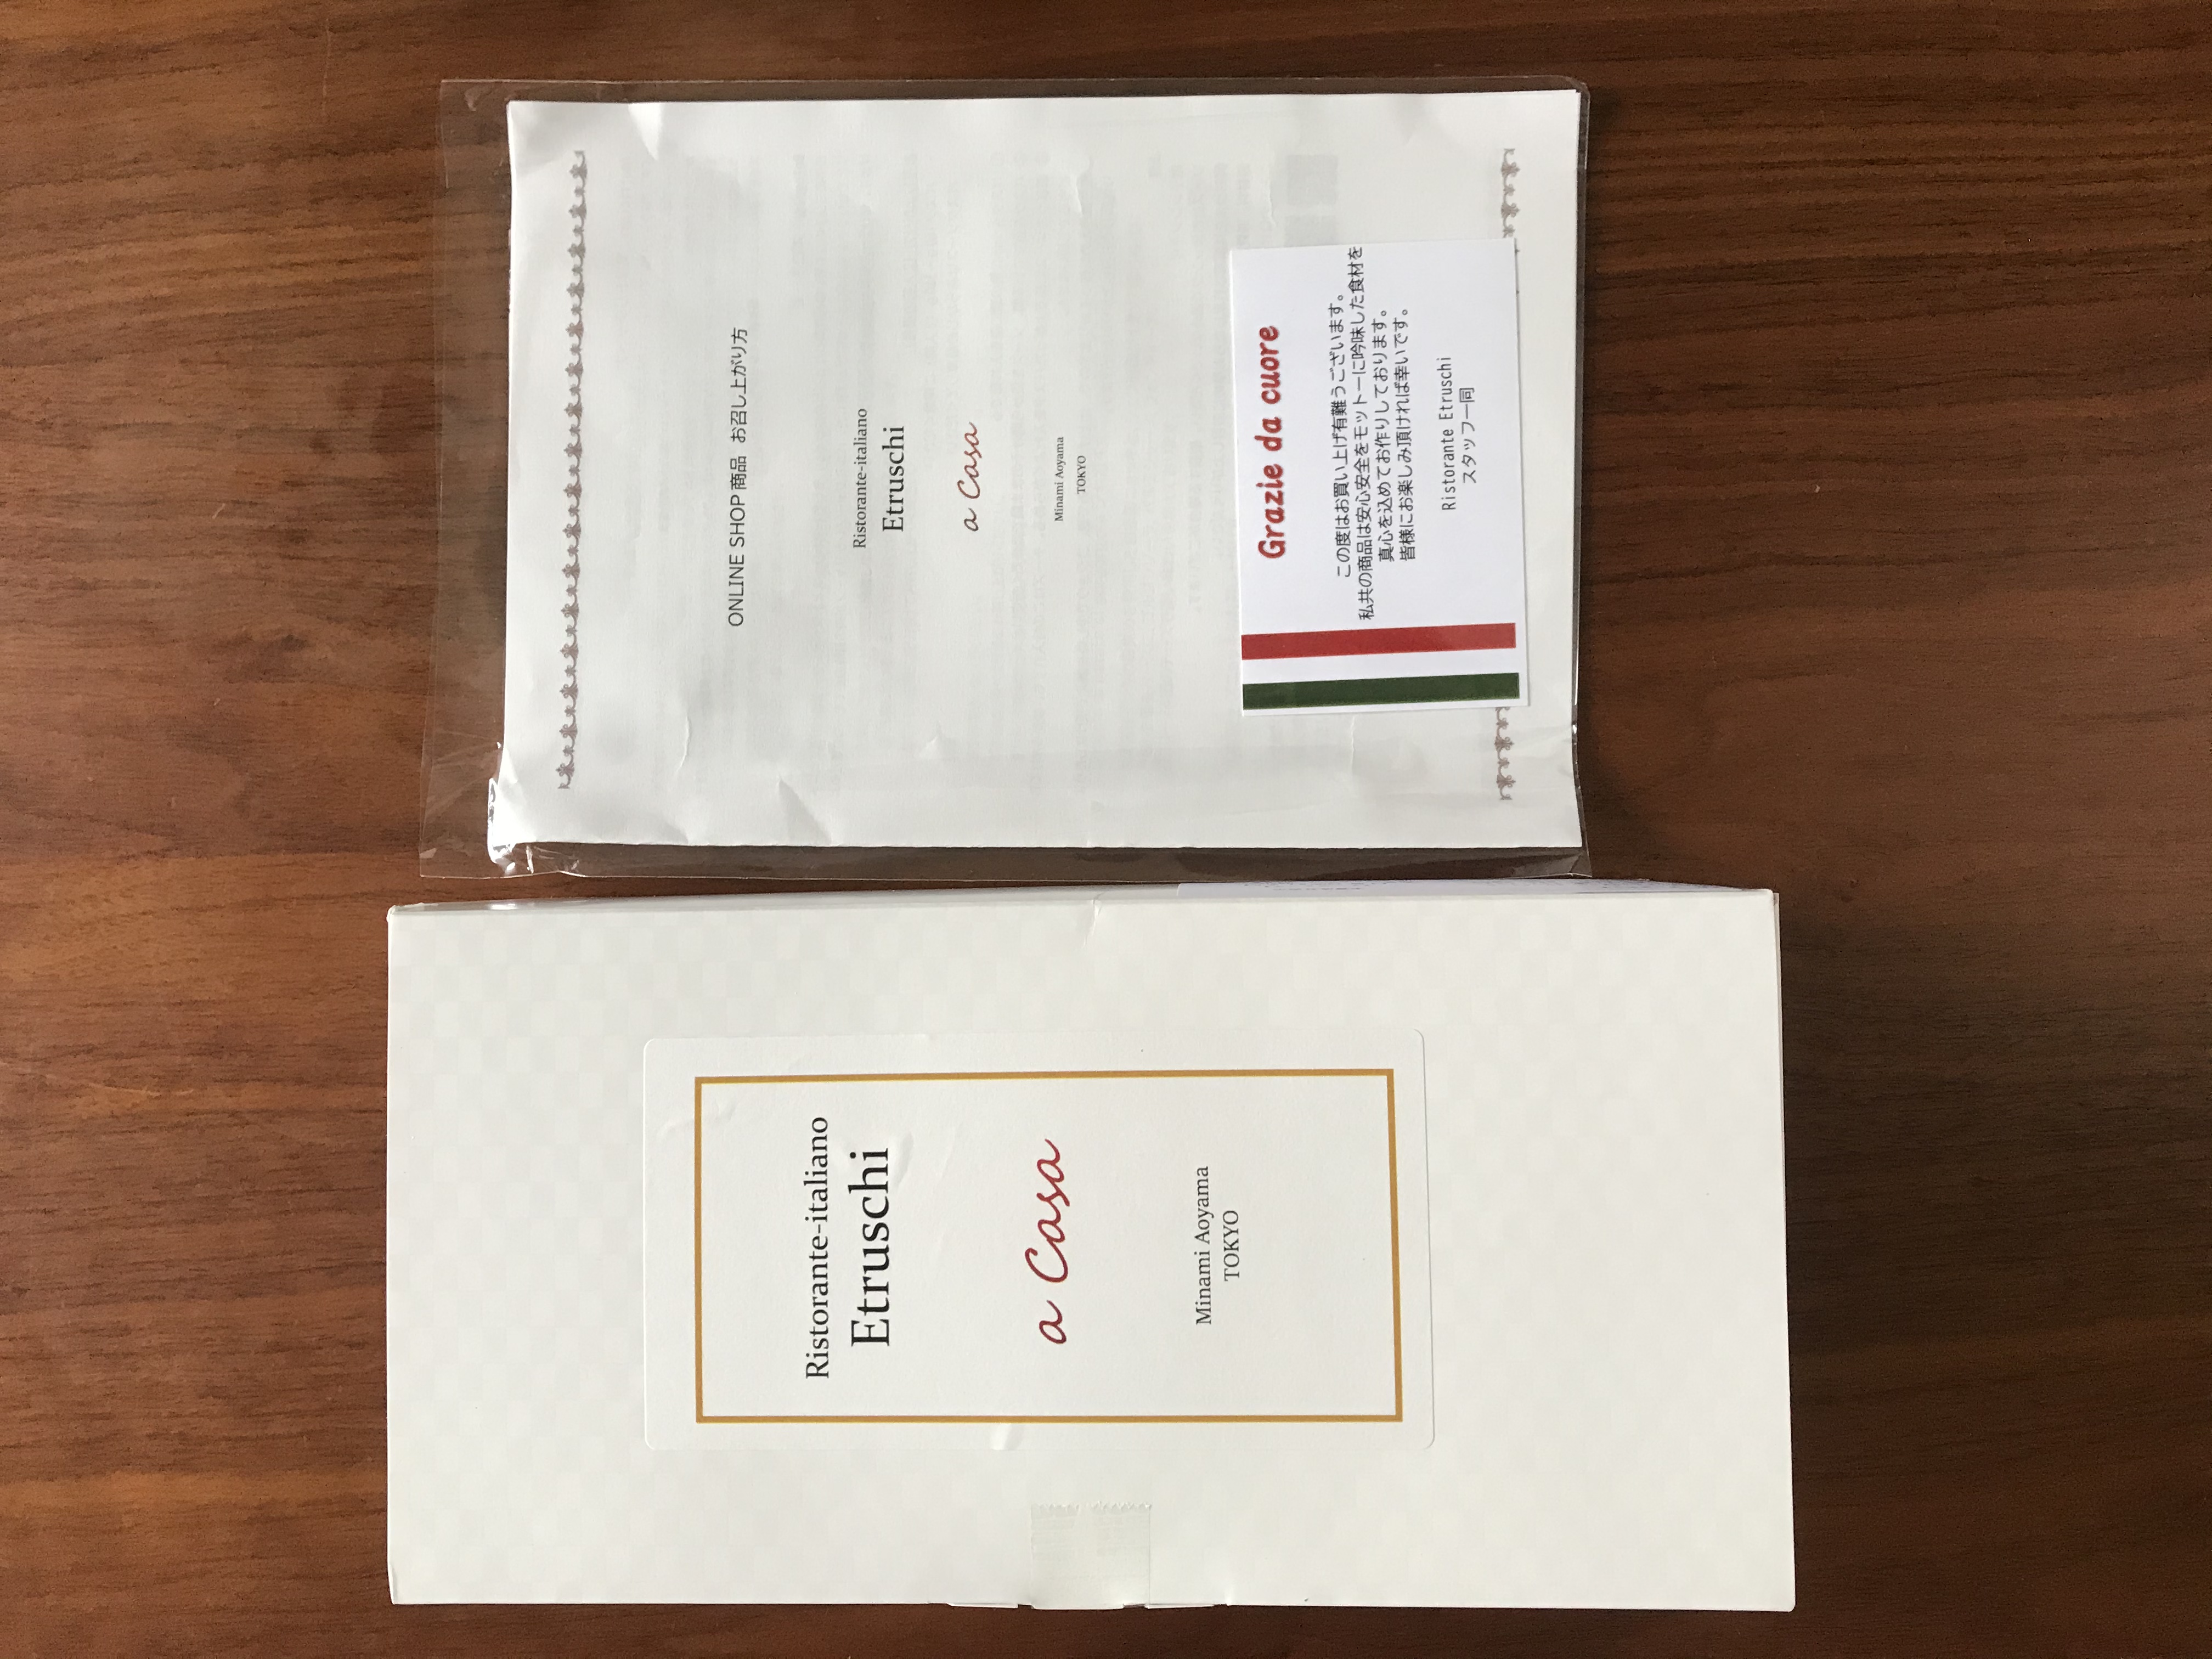 Ristorante-italiano
Etruschi
a Casa
Minami Aoyama
TOKYO
ONLINE SHOP商品 お召し上がり方
Ristorante-italiano
Etruschi
a Casa
Minami Aoyama
TOKYO
Grazie da cuore
この度はお買い上げ有難うございます。
私共の商品は安心安全をモットーに吟味した食材を
真心を込めてお作りしております。
皆様にお楽しみ頂ければ幸いです。
Ristorante Etruschi
スタッフ一同